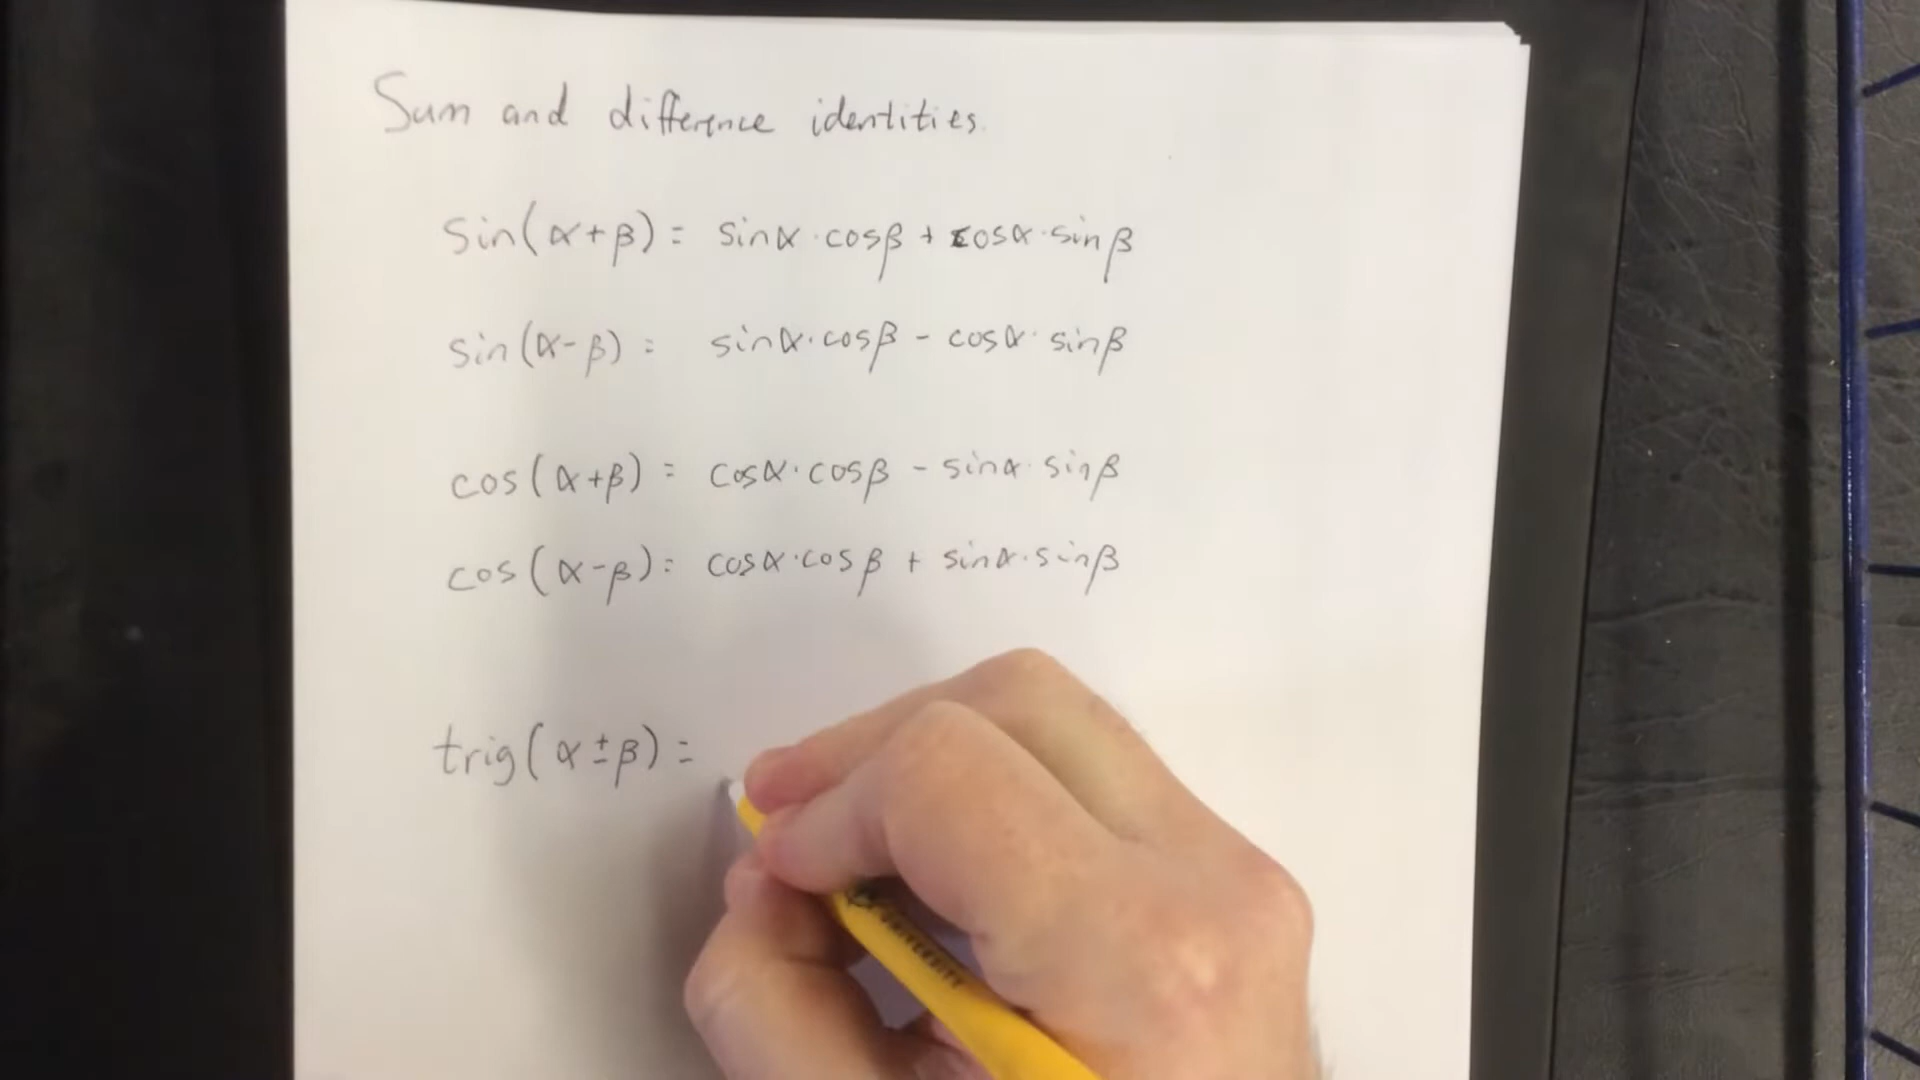 Sum and difference identities.
sin(α+β) = sinα·cosβ + cosα·sinβ
sin(α-β) = sinα·cosβ - cosα·sinβ
cos(α+β) = cosα·cosβ - sinα·sinβ
cos(α-β) = cosα·cosβ + sinα·sinβ
trig(α±β) =
UNIVERSITY